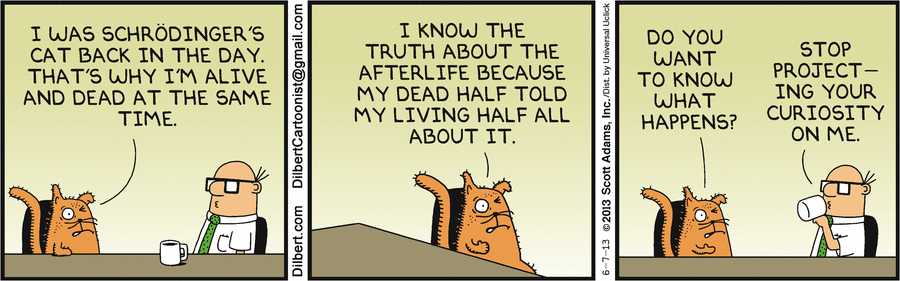 I WAS SCHRÖDINGER'S
CAT BACK IN THE DAY.
THAT'S WHY I'M ALIVE
AND DEAD AT THE SAME
TIME.
Dilbert.com DilbertCartoonist@gmail.com
I KNOW THE
TRUTH ABOUT THE
AFTERLIFE BECAUSE
MY DEAD HALF TOLD
MY LIVING HALF ALL
ABOUT IT.
6-7-13 ©2013 Scott Adams, Inc./Dist. by Universal Uclick
DO YOU
WANT
TO KNOW
WHAT
HAPPENS?
STOP
PROJECT-
ING YOUR
CURIOSITY
ON ME.